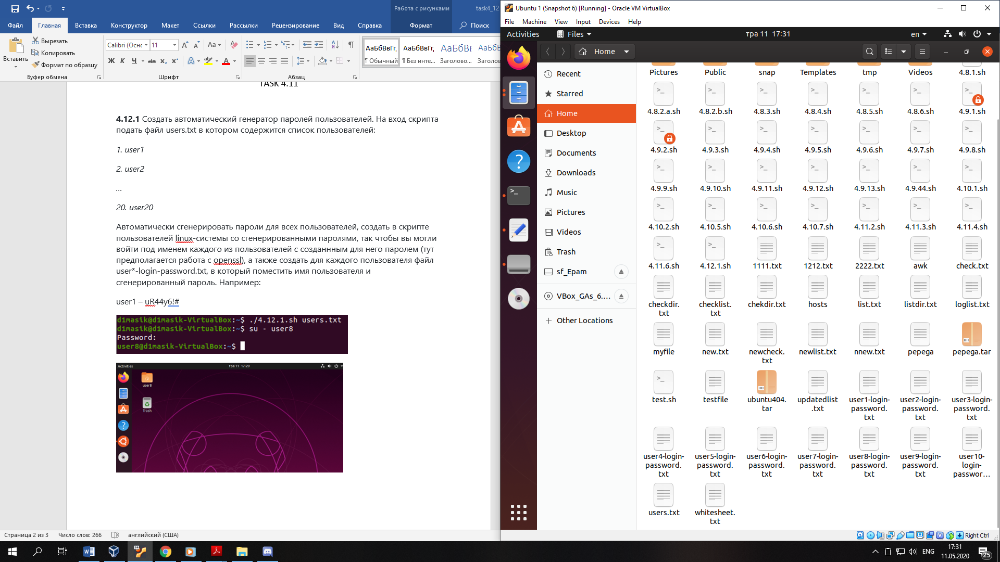 Работа с рисунками
task4_12
Файл
Главная
Вставка
Конструктор
Макет
Ссылки
Рассылки
Рецензирование
Вид
Справка
Формат
Поиск
Вставить
Вырезать
Копировать
Формат по образцу
Буфер обмена
Calibri (Оснс
11
Aa
Ж К Ч abc x₂ x²
Шрифт
Абзац
АаБбВвГг, АаБбВвГг, АаБбВв АаБбВв
¶ Обычный ¶ Без инте... Заголово... Заголово
TASK 4.11
4.12.1 Создать автоматический генератор паролей пользователей. На вход скрипта
подать файл users.txt в котором содержится список пользователей:
1. user1
2. user2
...
20. user20
Автоматически сгенерировать пароли для всех пользователей, создать в скрипте
пользователей linux-системы со сгенерированными паролями, так чтобы вы могли
войти под именем каждого из пользователей с созданнным для него паролем (тут
предполагается работа с openssl), а также создать для каждого пользователя файл
user*-login-password.txt, в который поместить имя пользователя и
сгенерированный пароль. Например:
user1 – uR44y6!#
d1masik@d1masik-VirtualBox:~$ ./4.12.1.sh users.txt
d1masik@d1masik-VirtualBox:~$ su - user8
Password:
user8@d1masik-VirtualBox:~$
Activities
тра 11 17:29
user8
Trash
Страница 2 из 3
Число слов: 266
английский (США)
Ubuntu 1 (Snapshot 6) [Running] - Oracle VM VirtualBox
File Machine View Input Devices Help
Activities
Files
тра 11 17:31
en
Home
Recent
Starred
Home
Desktop
Documents
Downloads
Music
Pictures
Videos
Trash
sf_Epam
VBox_GAs_6....
Other Locations
Pictures Public snap Templates tmp Videos 4.8.1.sh
4.8.2.a.sh 4.8.2.b.sh 4.8.3.sh 4.8.4.sh 4.8.5.sh 4.8.6.sh 4.9.1.sh
4.9.2.sh 4.9.3.sh 4.9.4.sh 4.9.5.sh 4.9.6.sh 4.9.7.sh 4.9.8.sh
4.9.9.sh 4.9.10.sh 4.9.11.sh 4.9.12.sh 4.9.13.sh 4.9.44.sh 4.10.1.sh
4.10.2.sh 4.10.5.sh 4.10.6.sh 4.10.7.sh 4.11.2.sh 4.11.3.sh 4.11.4.sh
4.11.6.sh 4.12.1.sh 1111.txt 1212.txt 2222.txt awk check.txt
checkdir. checklist. chekdir.txt hosts list.txt listdir.txt loglist.txt
txt txt
myfile new.txt newcheck. newlist.txt nnew.txt pepega pepega.tar
txt
test.sh testfile ubuntu404. updatedlist user1-login- user2-login- user3-login-
tar .txt password. password. password.
txt txt txt
user4-login- user5-login- user6-login- user7-login- user8-login- user9-login- user10-
password. password. password. password. password. password. login-
txt txt txt txt txt txt passwor...
users.txt whitesheet.
txt
Right Ctrl
ENG
17:31
11.05.2020
25